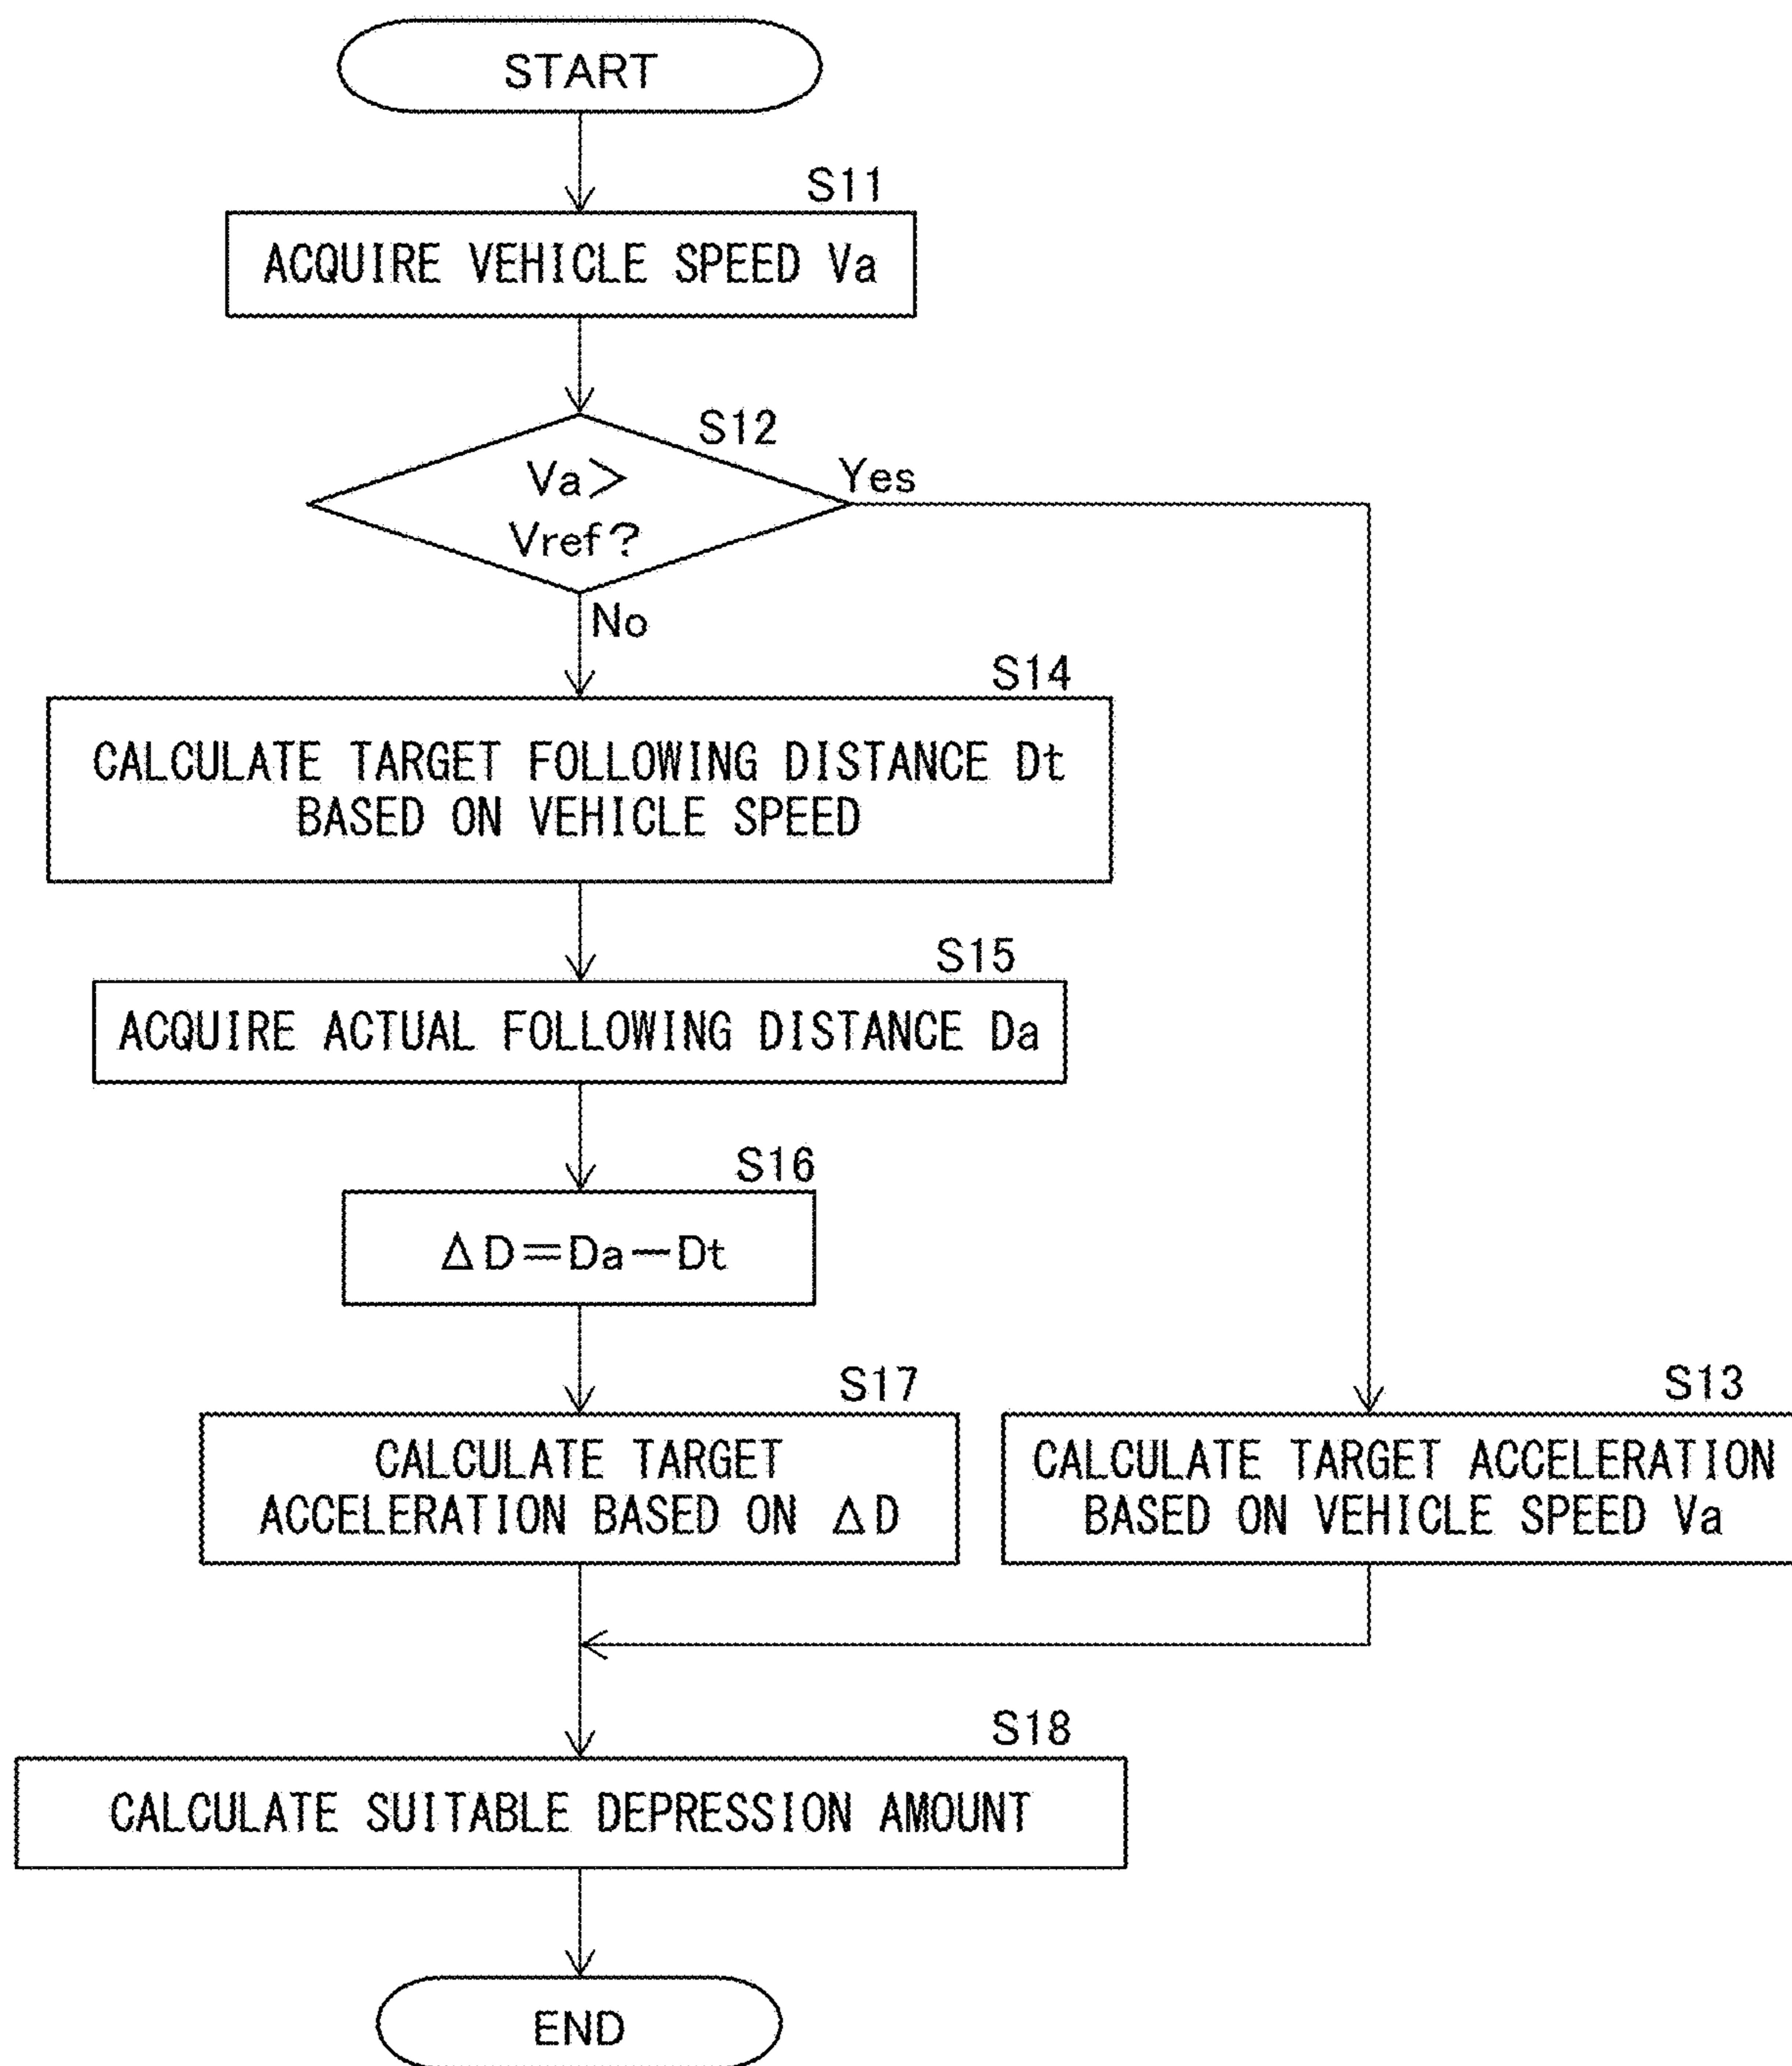 START
S11
ACQUIRE VEHICLE SPEED Va
S12
Va>
Vref?
Yes
No
S14
CALCULATE TARGET FOLLOWING DISTANCE Dt
BASED ON VEHICLE SPEED
S15
ACQUIRE ACTUAL FOLLOWING DISTANCE Da
S16
ΔD=Da-Dt
S17
CALCULATE TARGET
ACCELERATION BASED ON ΔD
S13
CALCULATE TARGET ACCELERATION
BASED ON VEHICLE SPEED Va
S18
CALCULATE SUITABLE DEPRESSION AMOUNT
END